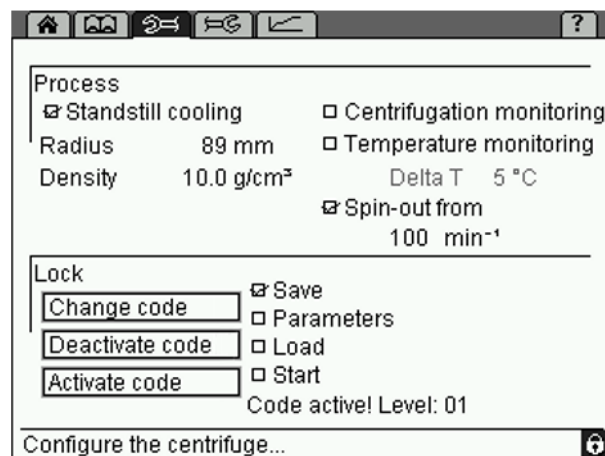 ?
Process
Standstill cooling
Radius 89 mm
Density 10.0 g/cm³
Centrifugation monitoring
Temperature monitoring
Delta T 5 °C
Spin-out from
100 min⁻¹
Lock
Change code
Deactivate code
Activate code
Save
Parameters
Load
Start
Code active! Level: 01
Configure the centrifuge...